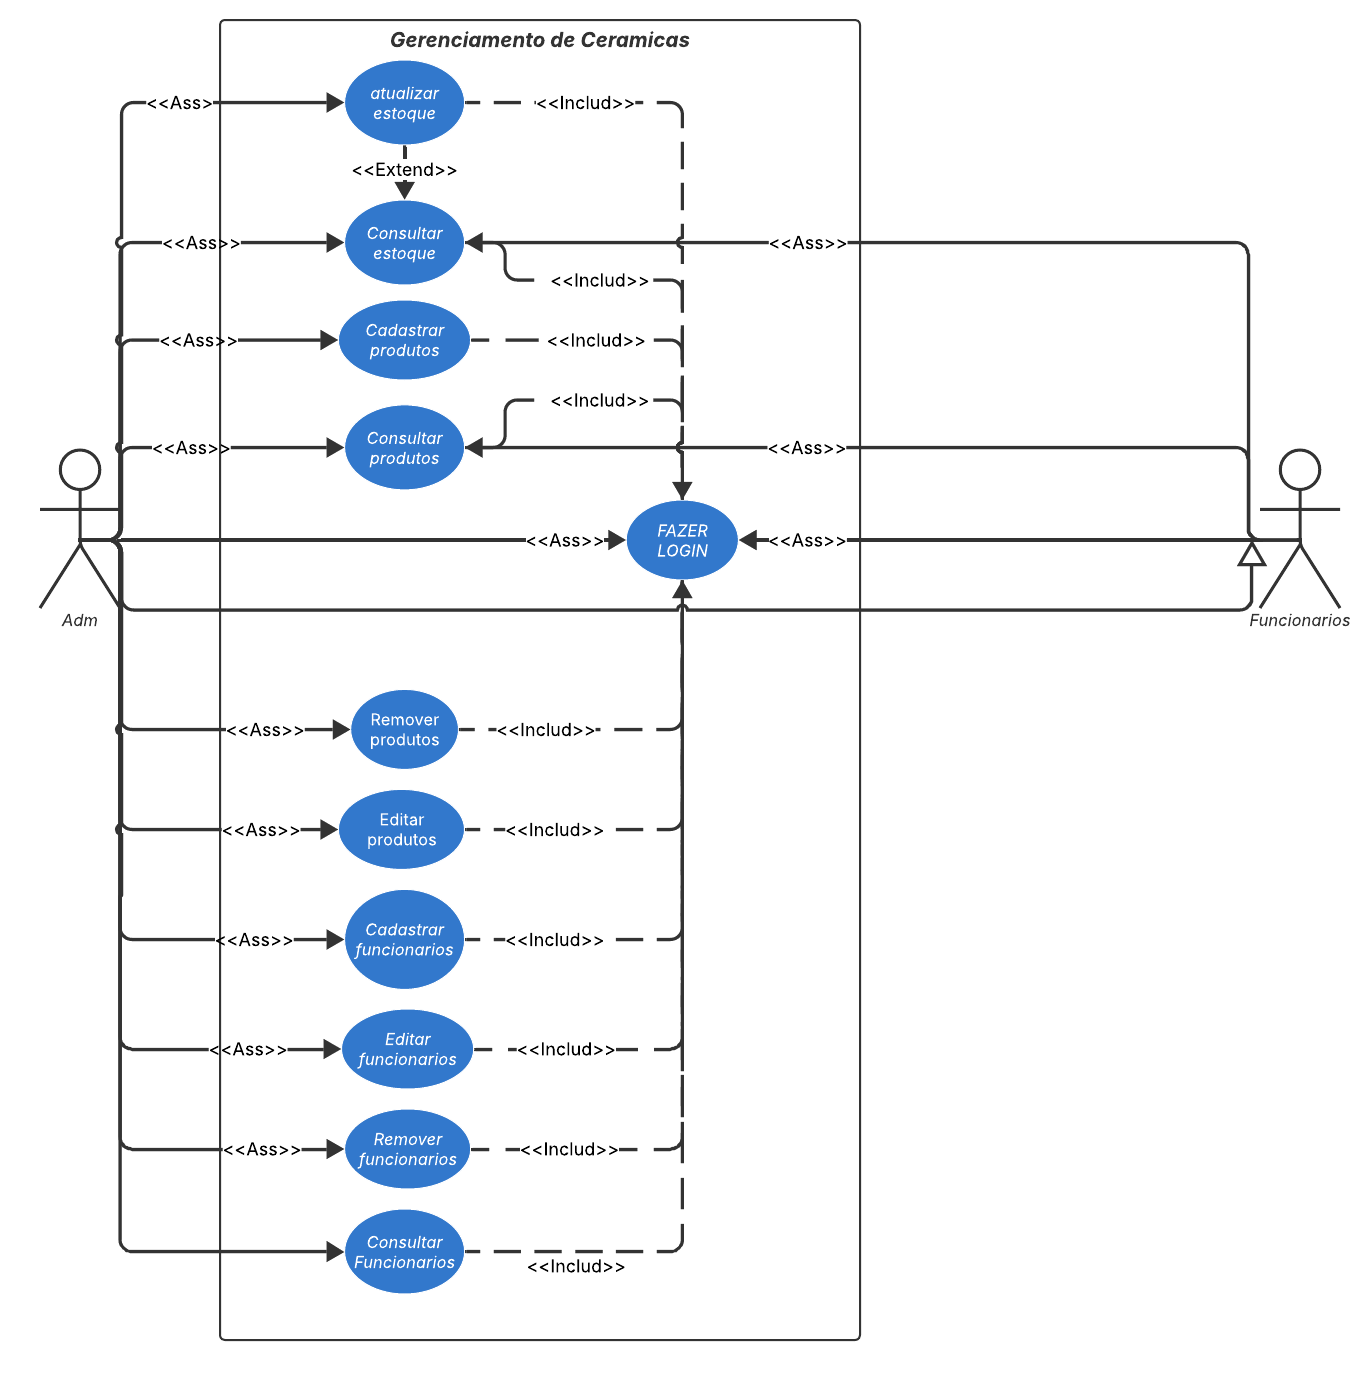 Gerenciamento de Ceramicas
<<Ass>
atualizar
estoque
<<Includ>>
<<Extend>>
<<Ass>>
Consultar
estoque
<<Ass>>
<<Includ>>
<<Ass>>
Cadastrar
produtos
<<Includ>>
<<Includ>>
<<Ass>>
Consultar
produtos
<<Ass>>
<<Ass>>
FAZER
LOGIN
<<Ass>>
Adm
Funcionarios
<<Ass>>
Remover
produtos
<<Includ>>
<<Ass>>
Editar
produtos
<<Includ>>
<<Ass>>
Cadastrar
funcionarios
<<Includ>>
<<Ass>>
Editar
funcionarios
<<Includ>>
<<Ass>>
Remover
funcionarios
<<Includ>>
Consultar
Funcionarios
<<Includ>>